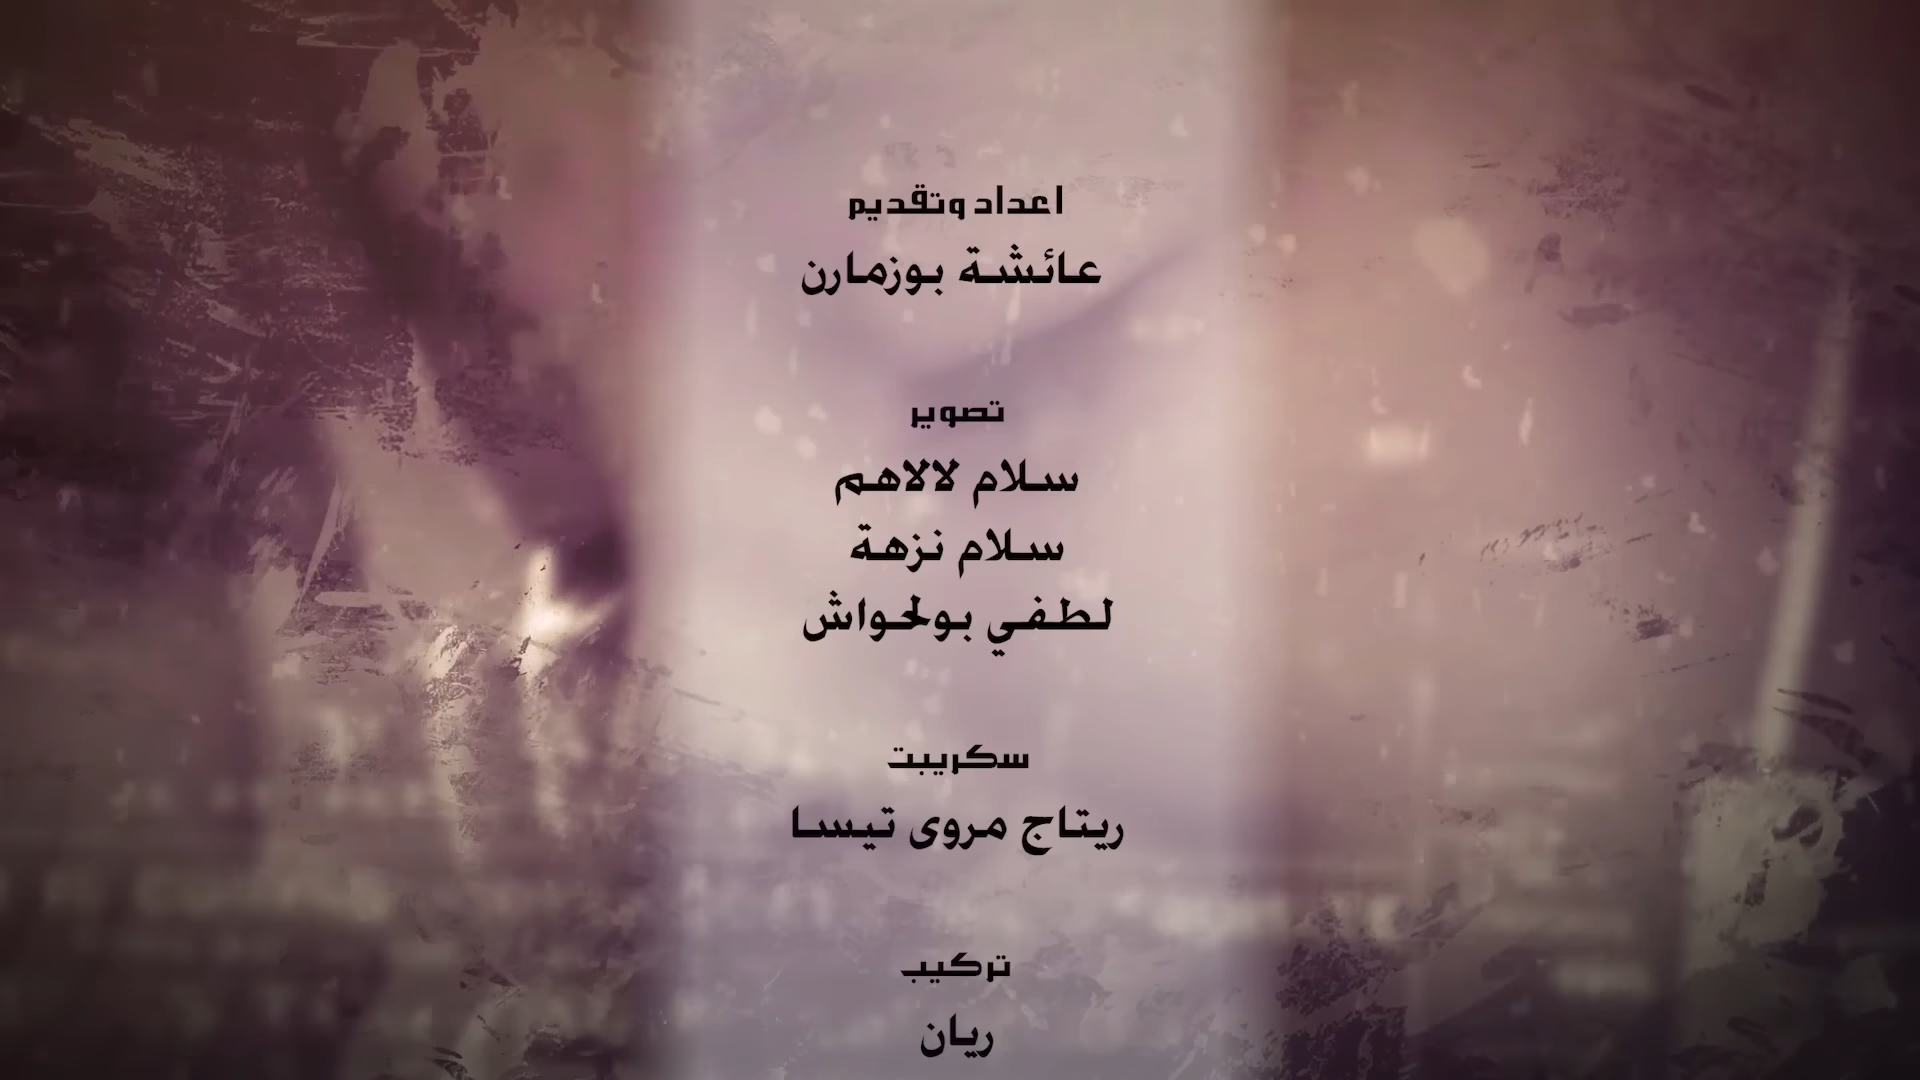 اعداد وتقديم
عائشة بوزمارن
تصوير
سلام لالاهم
سلام نزهة
لطفي بولحواش
سكريبت
ريتاج مروى تيسا
تركيب
ريان